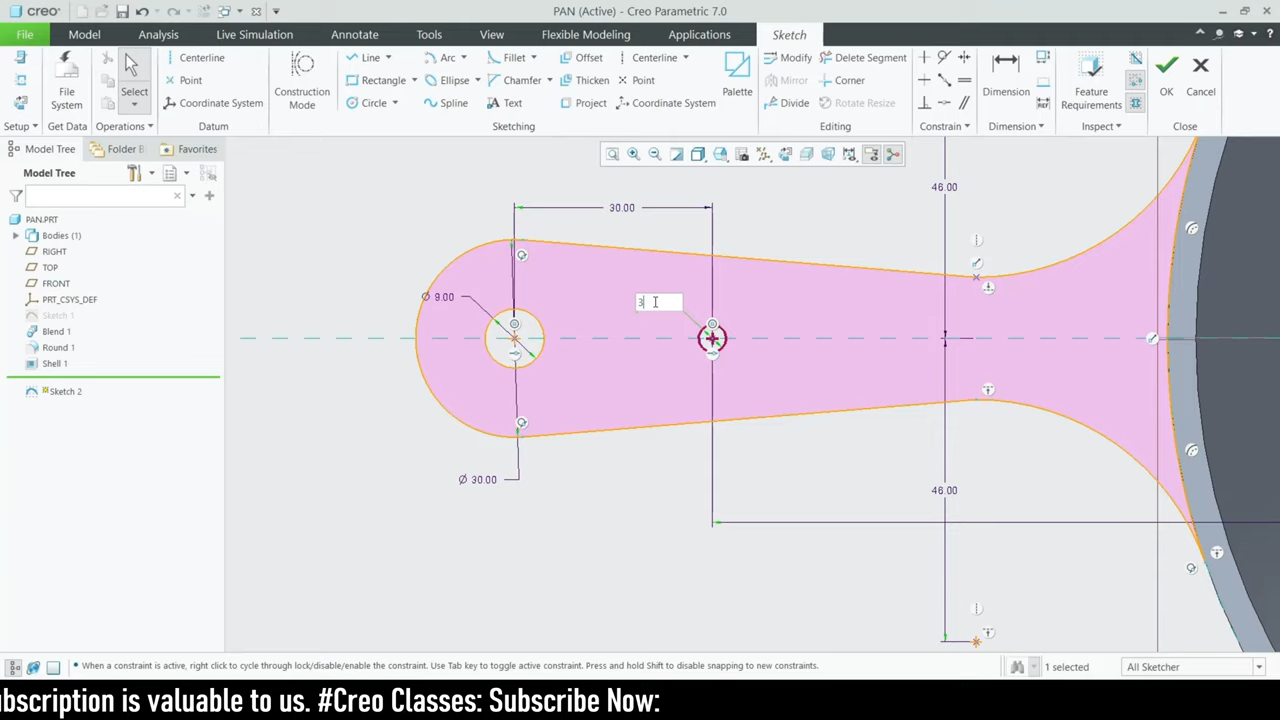 creo
PAN (Active) - Creo Parametric 7.0
File
Model
Analysis
Live Simulation
Annotate
Tools
View
Flexible Modeling
Applications
Sketch
Setup
File System
Get Data
Select
Operations
Centerline
Point
Coordinate System
Datum
Construction Mode
Line
Rectangle
Circle
Arc
Ellipse
Spline
Fillet
Chamfer
Text
Offset
Thicken
Project
Centerline
Point
Coordinate System
Sketching
Palette
Modify
Mirror
Divide
Delete Segment
Corner
Rotate Resize
Editing
Constrain
Dimension
Dimension
Feature Requirements
Inspect
OK
Cancel
Close
Model Tree
Folder B
Favorites
Model Tree
PAN.PRT
Bodies (1)
RIGHT
TOP
FRONT
PRT_CSYS_DEF
Sketch 1
Blend 1
Round 1
Shell 1
Sketch 2
46.00
30.00
Ø 9.00
3
Ø 30.00
46.00
• When a constraint is active, right click to cycle through lock/disable/enable the constraint. Use Tab key to toggle active constraint. Press and hold Shift to disable snapping to new constraints.
1 selected
All Sketcher
ubscription is valuable to us. #Creo Classes: Subscribe Now: